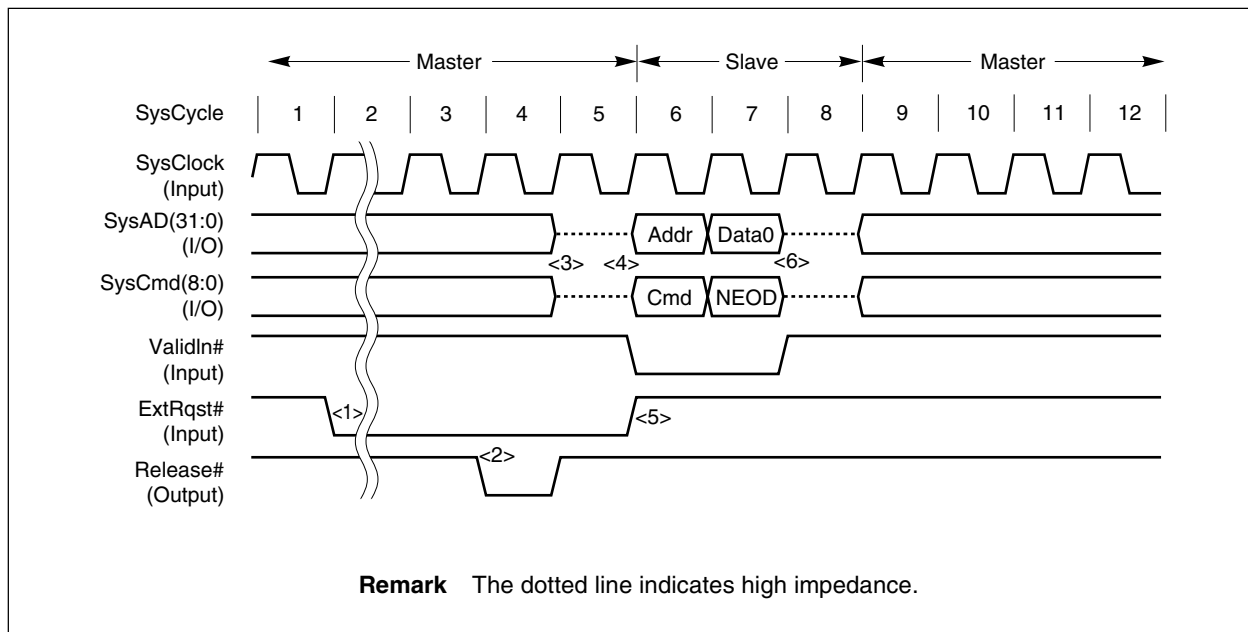 Master Slave Master
SysCycle 1 2 3 4 5 6 7 8 9 10 11 12
SysClock
(Input)
SysAD(31:0)
(I/O)
Addr Data0
<3> <4> <6>
SysCmd(8:0)
(I/O)
Cmd NEOD
ValidIn#
(Input)
ExtRqst#
(Input)
<1> <5>
<2>
Release#
(Output)
Remark The dotted line indicates high impedance.